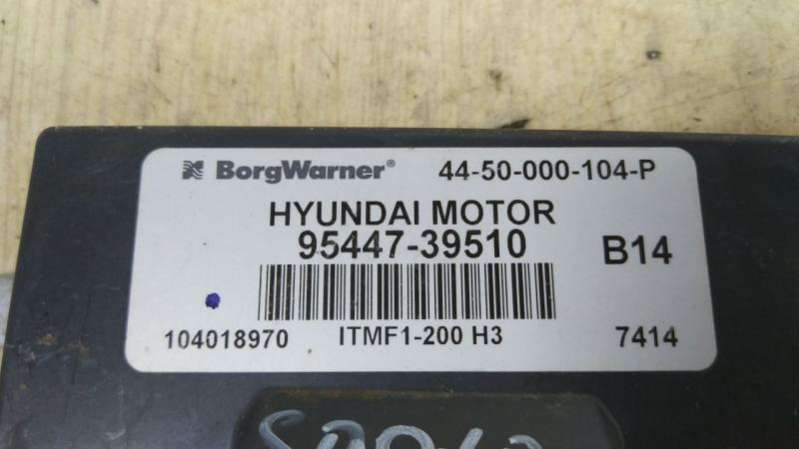 BorgWarner® 44-50-000-104-P
HYUNDAI MOTOR
95447-39510 B14
104018970 ITMF1-200 H3 7414